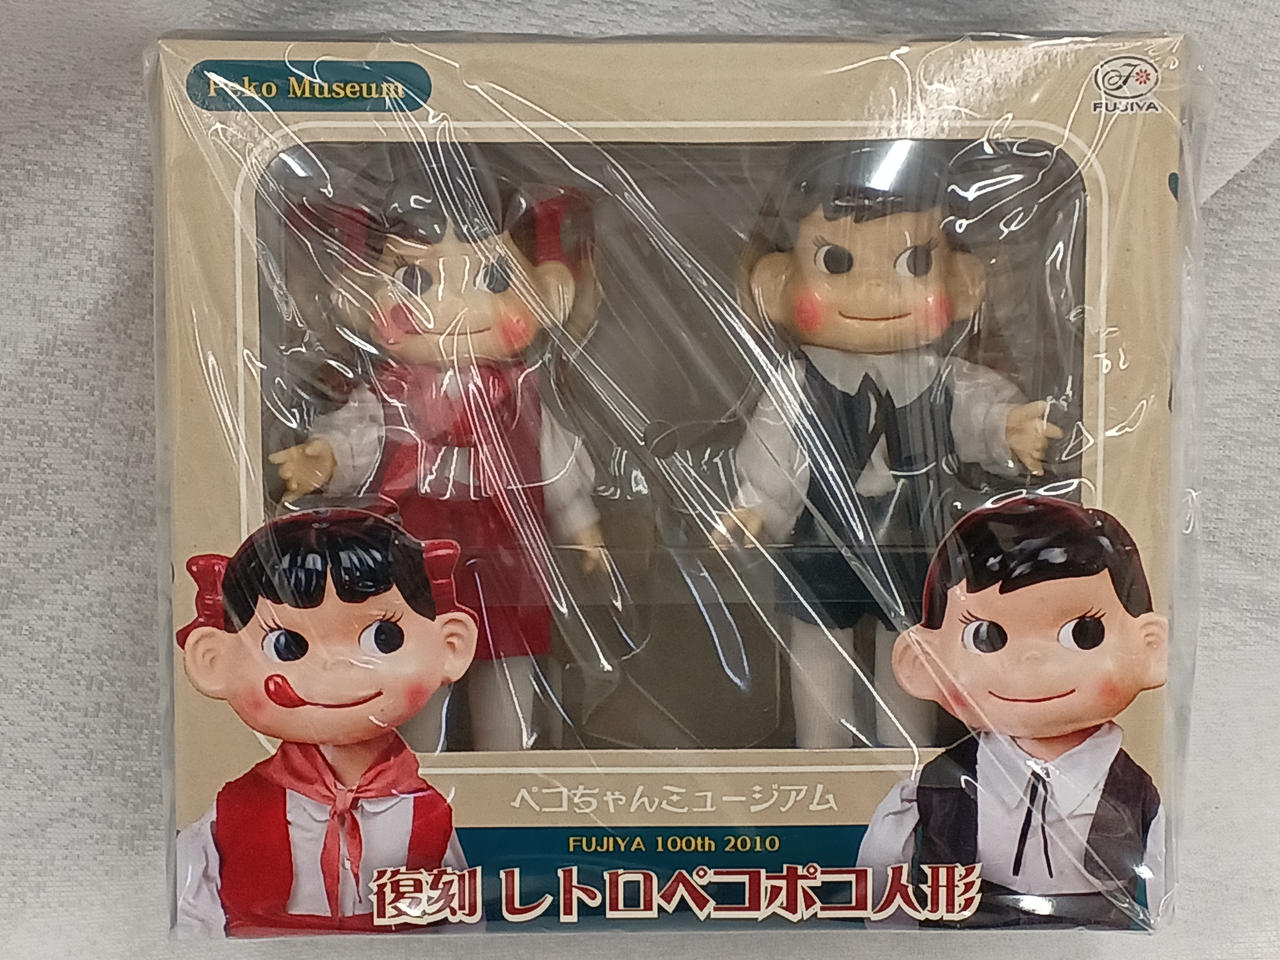 Peko Museum
FUJIYA
ペコちゃんミュージアム
FUJIYA 100th 2010
復刻 レトロペコポコ人形